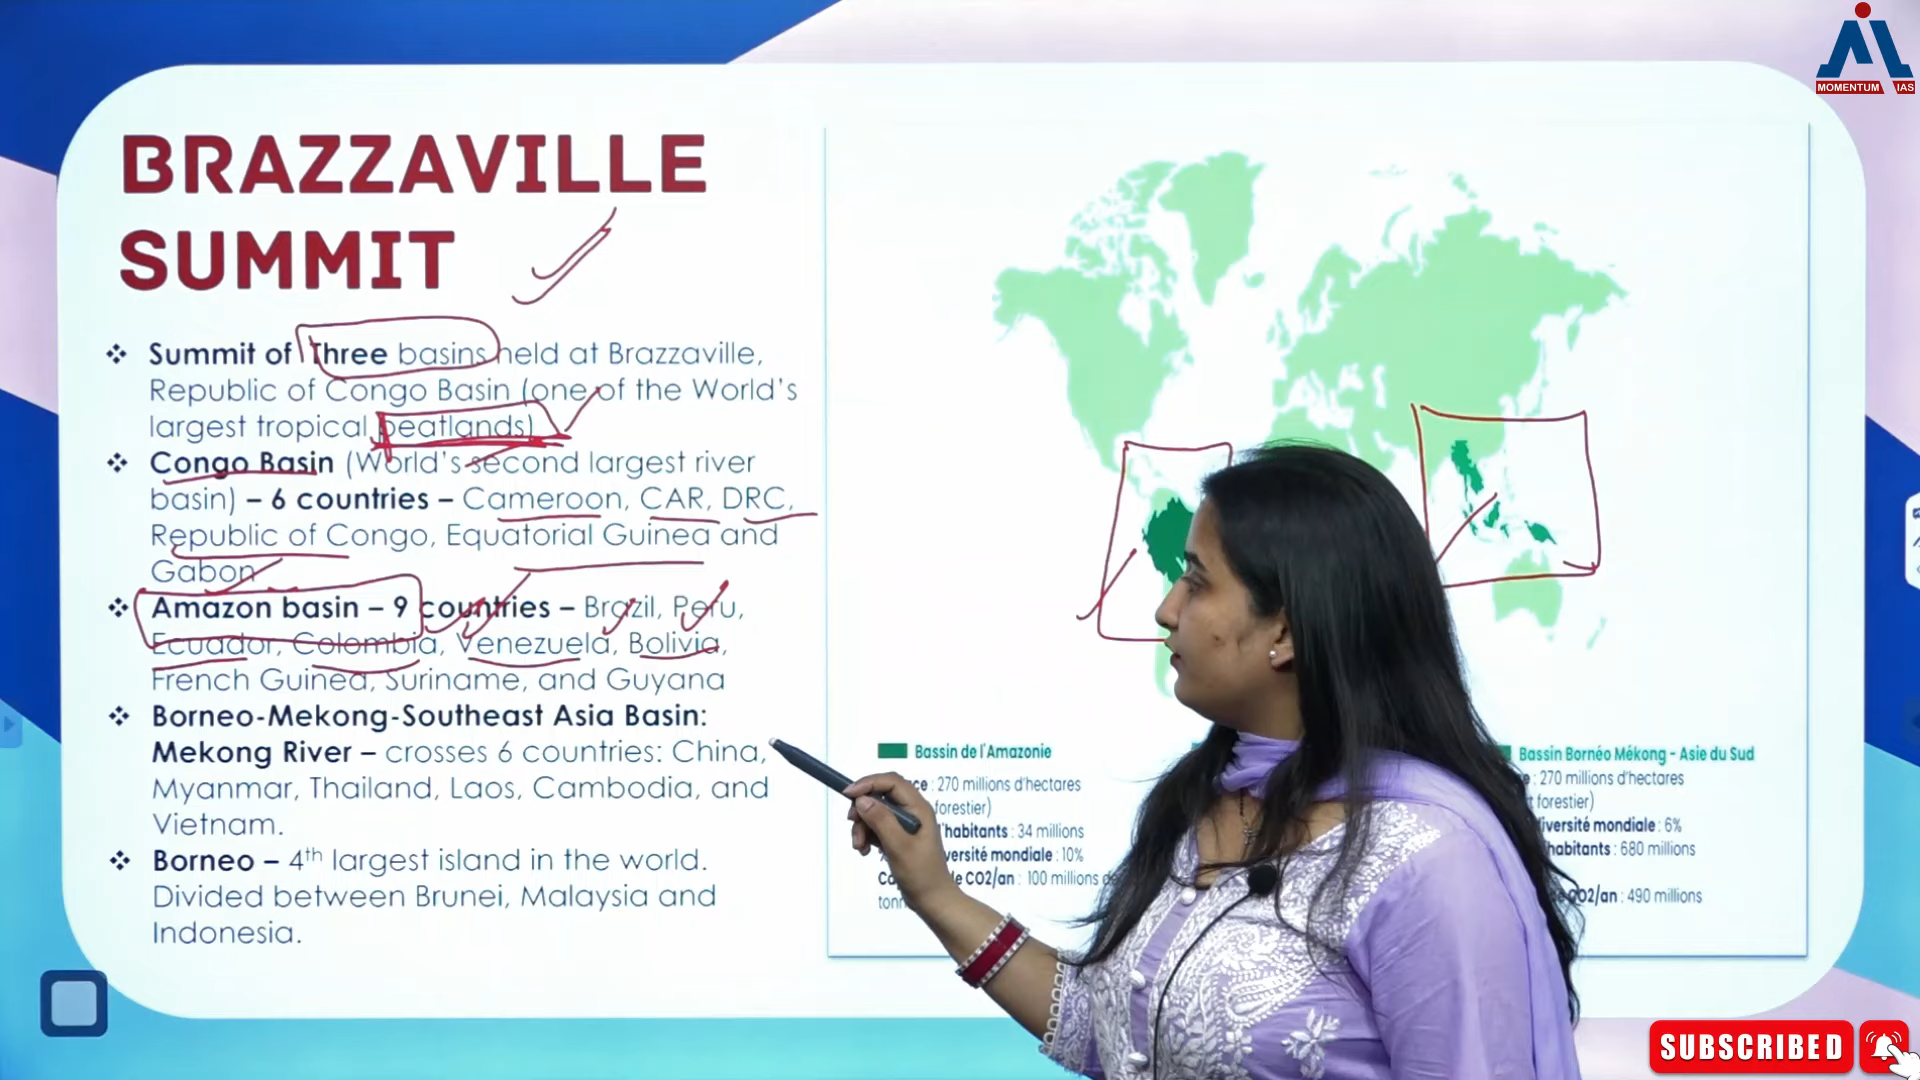 MOMENTUM IAS
BRAZZAVILLE
SUMMIT
Summit of Three basins held at Brazzaville,
Republic of Congo Basin (one of the World's
largest tropical peatlands)
Congo Basin (World's second largest river
basin) – 6 countries – Cameroon, CAR, DRC,
Republic of Congo, Equatorial Guinea and
Gabon
Amazon basin – 9 countries – Brazil, Peru,
Ecuador, Colombia, Venezuela, Bolivia,
French Guinea, Suriname, and Guyana
Borneo-Mekong-Southeast Asia Basin:
Mekong River – crosses 6 countries: China,
Myanmar, Thailand, Laos, Cambodia, and
Vietnam.
Borneo – 4th largest island in the world.
Divided between Brunei, Malaysia and
Indonesia.
Bassin de l'Amazonie
: 270 millions d'hectares
forestier)
habitants : 34 millions
mondiale : 10%
CO2/an : 100 millions
Bassin Bornéo Mékong - Asie du Sud
: 270 millions d'hectares
forestier)
mondiale : 6%
habitants : 680 millions
CO2/an : 490 millions
SUBSCRIBED